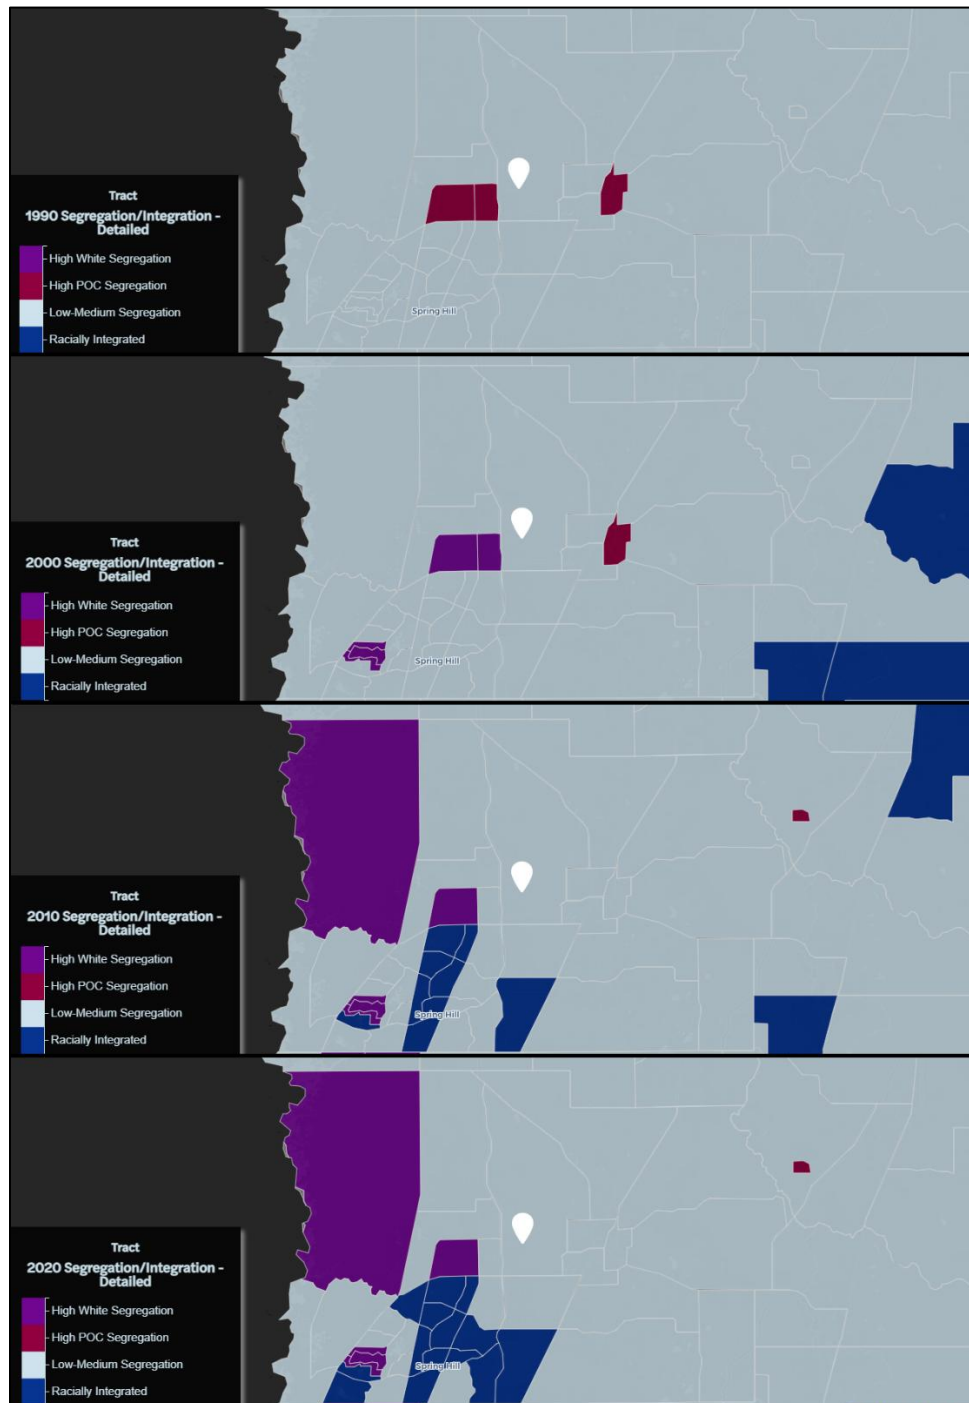 Tract
1990 Segregation/Integration -
Detailed
High White Segregation
High POC Segregation
Low-Medium Segregation
Racially Integrated
Spring Hill
Tract
2000 Segregation/Integration -
Detailed
High White Segregation
High POC Segregation
Low-Medium Segregation
Racially Integrated
Spring Hill
Tract
2010 Segregation/Integration -
Detailed
High White Segregation
High POC Segregation
Low-Medium Segregation
Racially Integrated
Spring Hill
Tract
2020 Segregation/Integration -
Detailed
High White Segregation
High POC Segregation
Low-Medium Segregation
Racially Integrated
Spring Hill